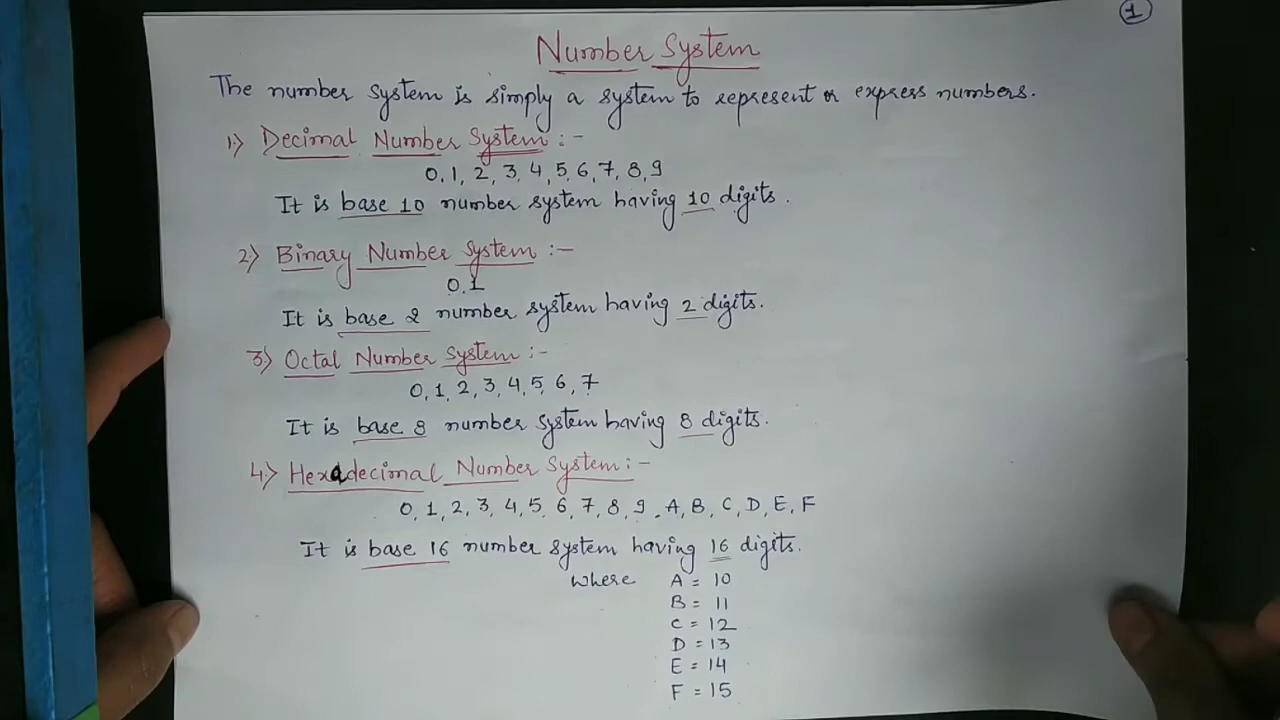 1
Number System
The number system is simply a system to represent or express numbers.
1.) Decimal Number System :-
0, 1, 2, 3, 4, 5, 6, 7, 8, 9
It is base 10 number system having 10 digits.
2.) Binary Number System :-
0, 1
It is base 2 number system having 2 digits.
3.) Octal Number System :-
0, 1, 2, 3, 4, 5, 6, 7
It is base 8 number system having 8 digits.
4.) Hexadecimal Number System :-
0, 1, 2, 3, 4, 5, 6, 7, 8, 9, A, B, C, D, E, F
It is base 16 number system having 16 digits.
where A = 10
B = 11
C = 12
D = 13
E = 14
F = 15